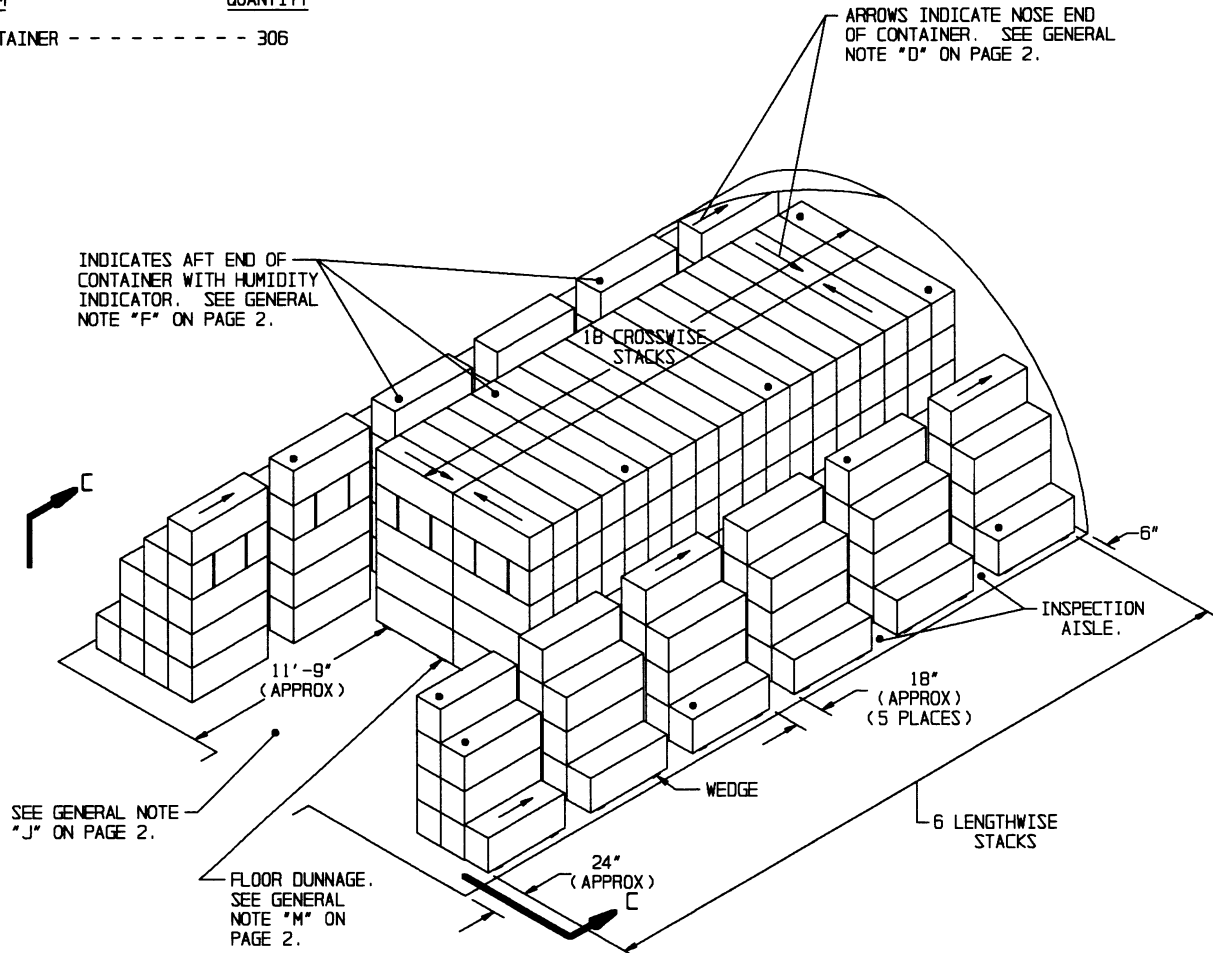 QUANTITY
TAINER - - - - - - - - - 306
ARROWS INDICATE NOSE END
OF CONTAINER. SEE GENERAL
NOTE "D" ON PAGE 2.
INDICATES AFT END OF
CONTAINER WITH HUMIDITY
INDICATOR. SEE GENERAL
NOTE "F" ON PAGE 2.
18 CROSSWISE
STACKS
C
6"
INSPECTION
AISLE.
11'-9"
(APPROX)
18"
(APPROX)
(5 PLACES)
WEDGE
SEE GENERAL NOTE
"J" ON PAGE 2.
6 LENGTHWISE
STACKS
24"
(APPROX)
C
FLOOR DUNNAGE.
SEE GENERAL
NOTE "M" ON
PAGE 2.